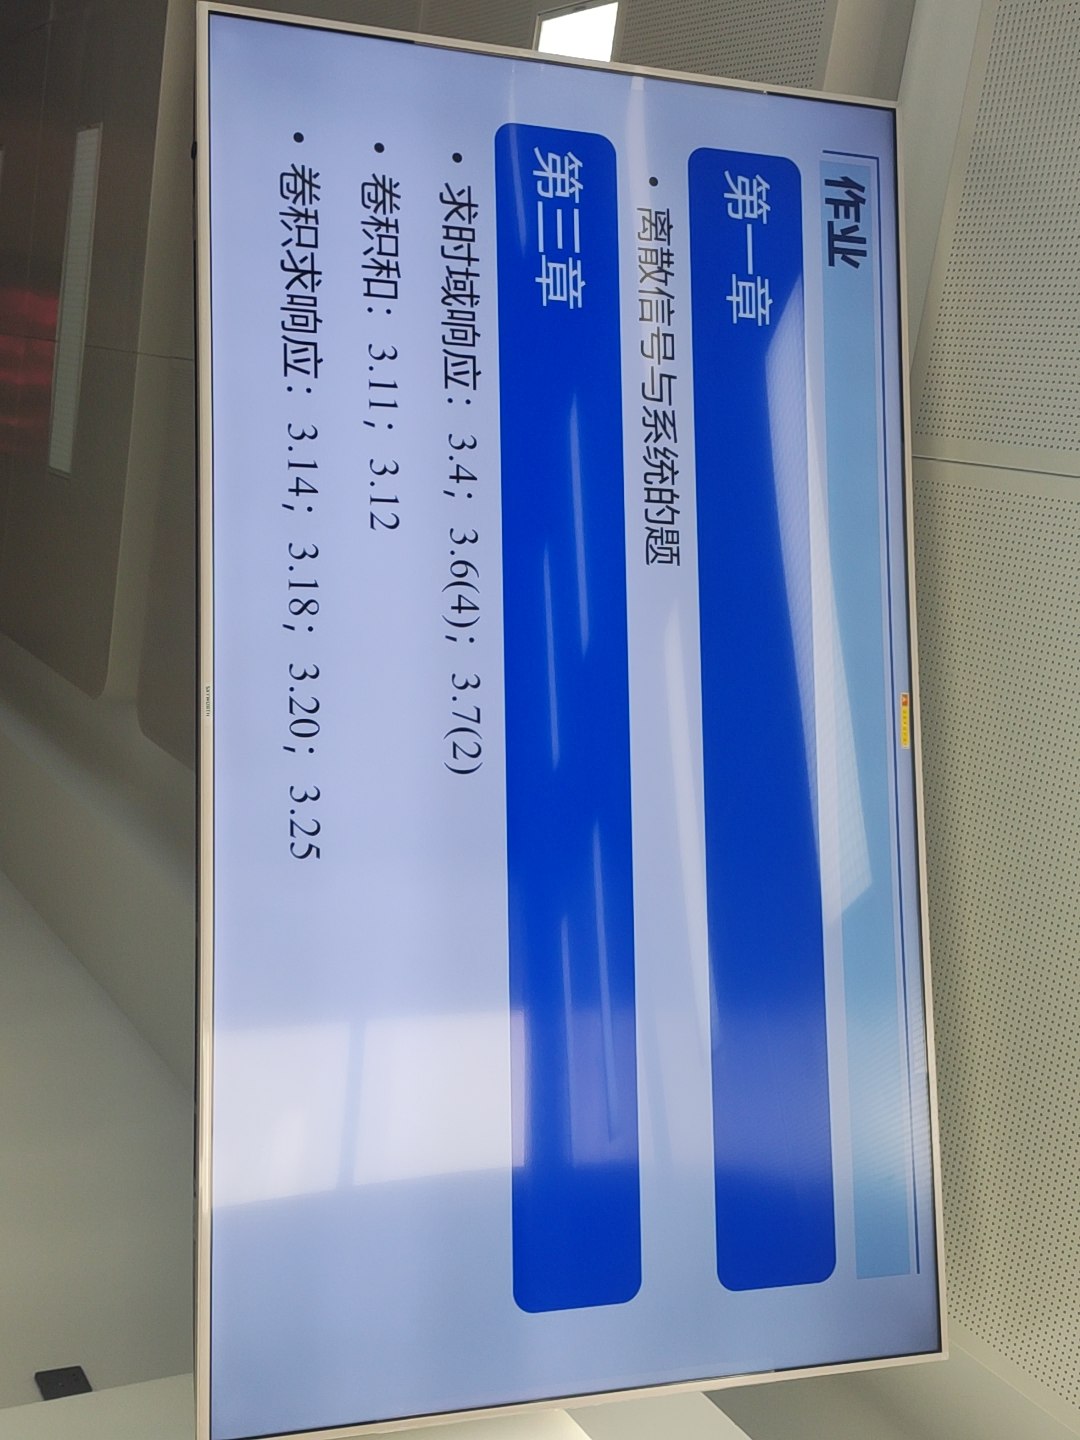 作业
第一章
• 离散信号与系统的题
第三章
• 求时域响应：3.4；3.6(4)；3.7(2)
• 卷积和：3.11；3.12
• 卷积求响应：3.14；3.18；3.20；3.25
SKYWORTH